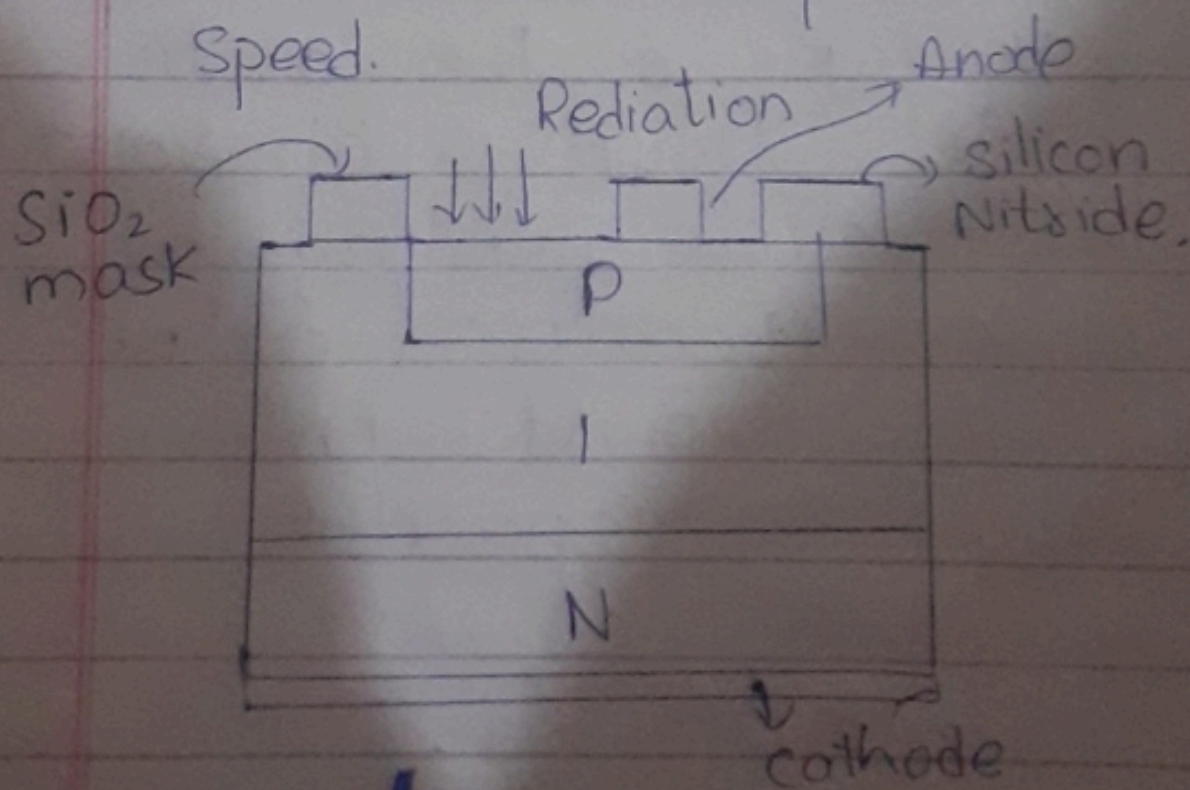 Speed.
Anode
Rediation
Silicon
Nitride.
SiO2
mask
P
I
N
Cathode